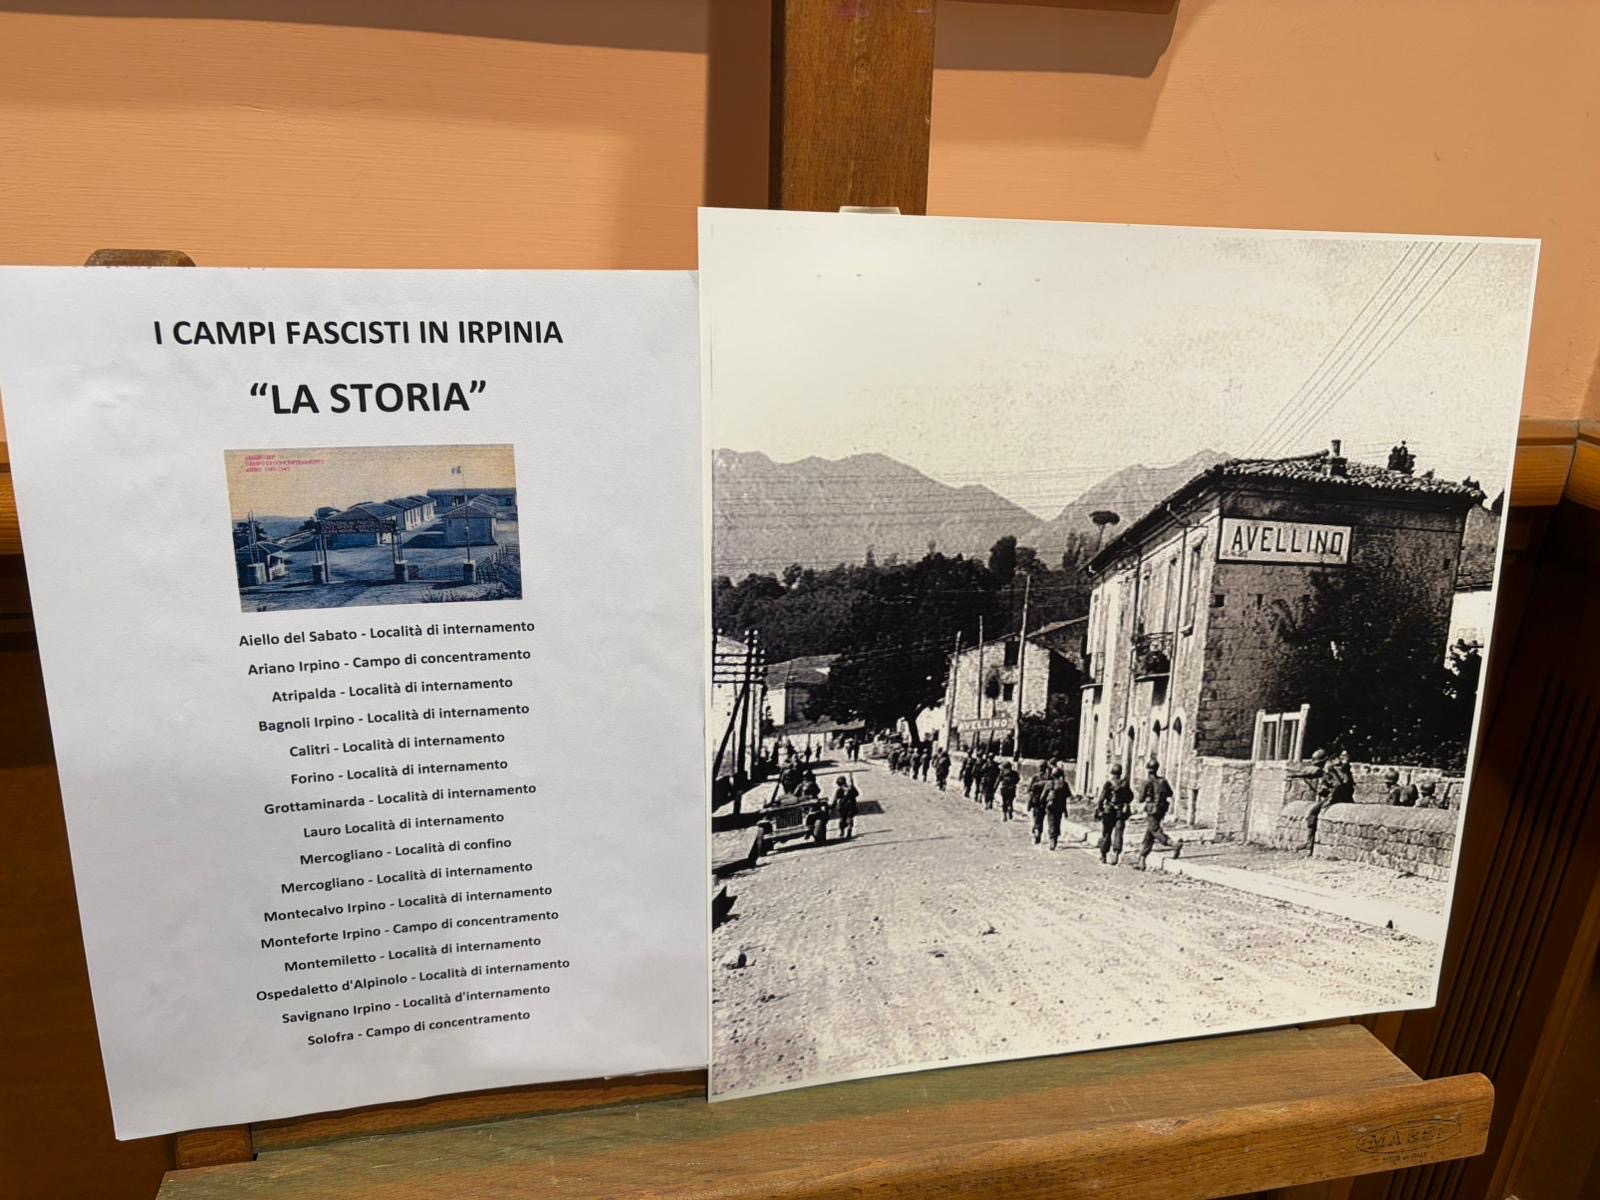 I CAMPI FASCISTI IN IRPINIA
“LA STORIA”
Aiello del Sabato - Località di internamento
Ariano Irpino - Campo di concentramento
Atripalda - Località di internamento
Bagnoli Irpino - Località di internamento
Calitri - Località di internamento
Forino - Località di internamento
Grottaminarda - Località di internamento
Lauro Località di internamento
Mercogliano - Località di confino
Mercogliano - Località di internamento
Montecalvo Irpino - Località di internamento
Monteforte Irpino - Campo di concentramento
Montemiletto - Località di internamento
Ospedaletto d'Alpinolo - Località di internamento
Savignano Irpino - Località d'internamento
Solofra - Campo di concentramento
AVELLINO
AVELLINO
MABEF